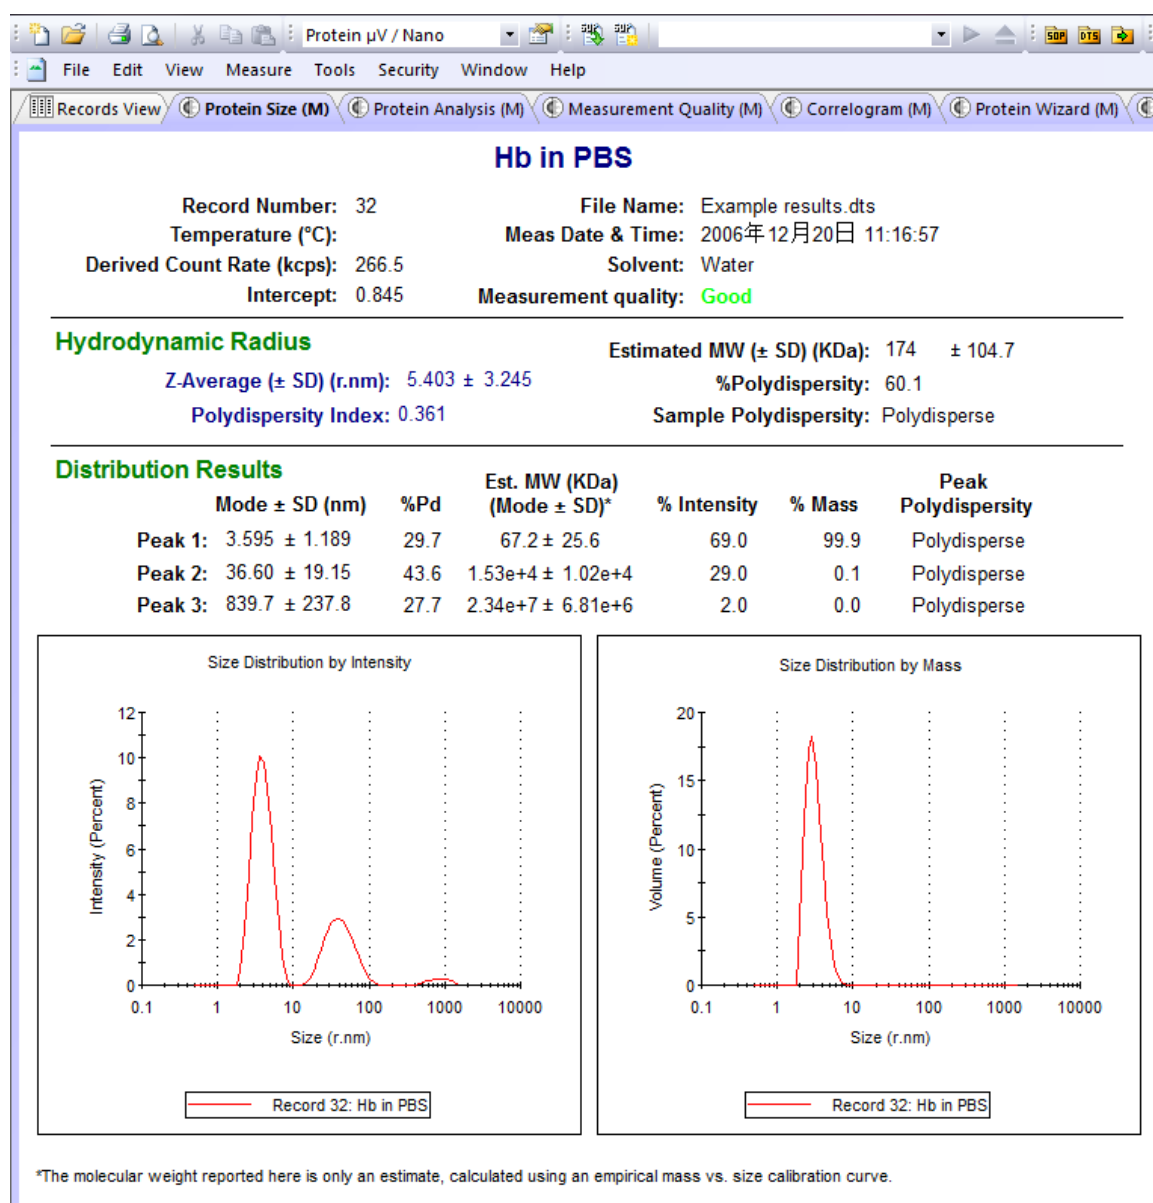 Protein µV / Nano
SOP DTS
File Edit View Measure Tools Security Window Help
Records View Protein Size (M) Protein Analysis (M) Measurement Quality (M) Correlogram (M) Protein Wizard (M)
Hb in PBS
Record Number: 32 File Name: Example results.dts
Temperature (°C): Meas Date & Time: 2006年12月20日 11:16:57
Derived Count Rate (kcps): 266.5 Solvent: Water
Intercept: 0.845 Measurement quality: Good
Hydrodynamic Radius
Estimated MW (± SD) (KDa): 174 ± 104.7
Z-Average (± SD) (r.nm): 5.403 ± 3.245 %Polydispersity: 60.1
Polydispersity Index: 0.361 Sample Polydispersity: Polydisperse
Distribution Results
Mode ± SD (nm) %Pd Est. MW (KDa) (Mode ± SD)* % Intensity % Mass Peak Polydispersity
Peak 1: 3.595 ± 1.189 29.7 67.2 ± 25.6 69.0 99.9 Polydisperse
Peak 2: 36.60 ± 19.15 43.6 1.53e+4 ± 1.02e+4 29.0 0.1 Polydisperse
Peak 3: 839.7 ± 237.8 27.7 2.34e+7 ± 6.81e+6 2.0 0.0 Polydisperse
Size Distribution by Intensity
12
10
8
6
4
2
0
Intensity (Percent)
0.1 1 10 100 1000 10000
Size (r.nm)
Record 32: Hb in PBS
Size Distribution by Mass
20
15
10
5
0
Volume (Percent)
0.1 1 10 100 1000 10000
Size (r.nm)
Record 32: Hb in PBS
*The molecular weight reported here is only an estimate, calculated using an empirical mass vs. size calibration curve.